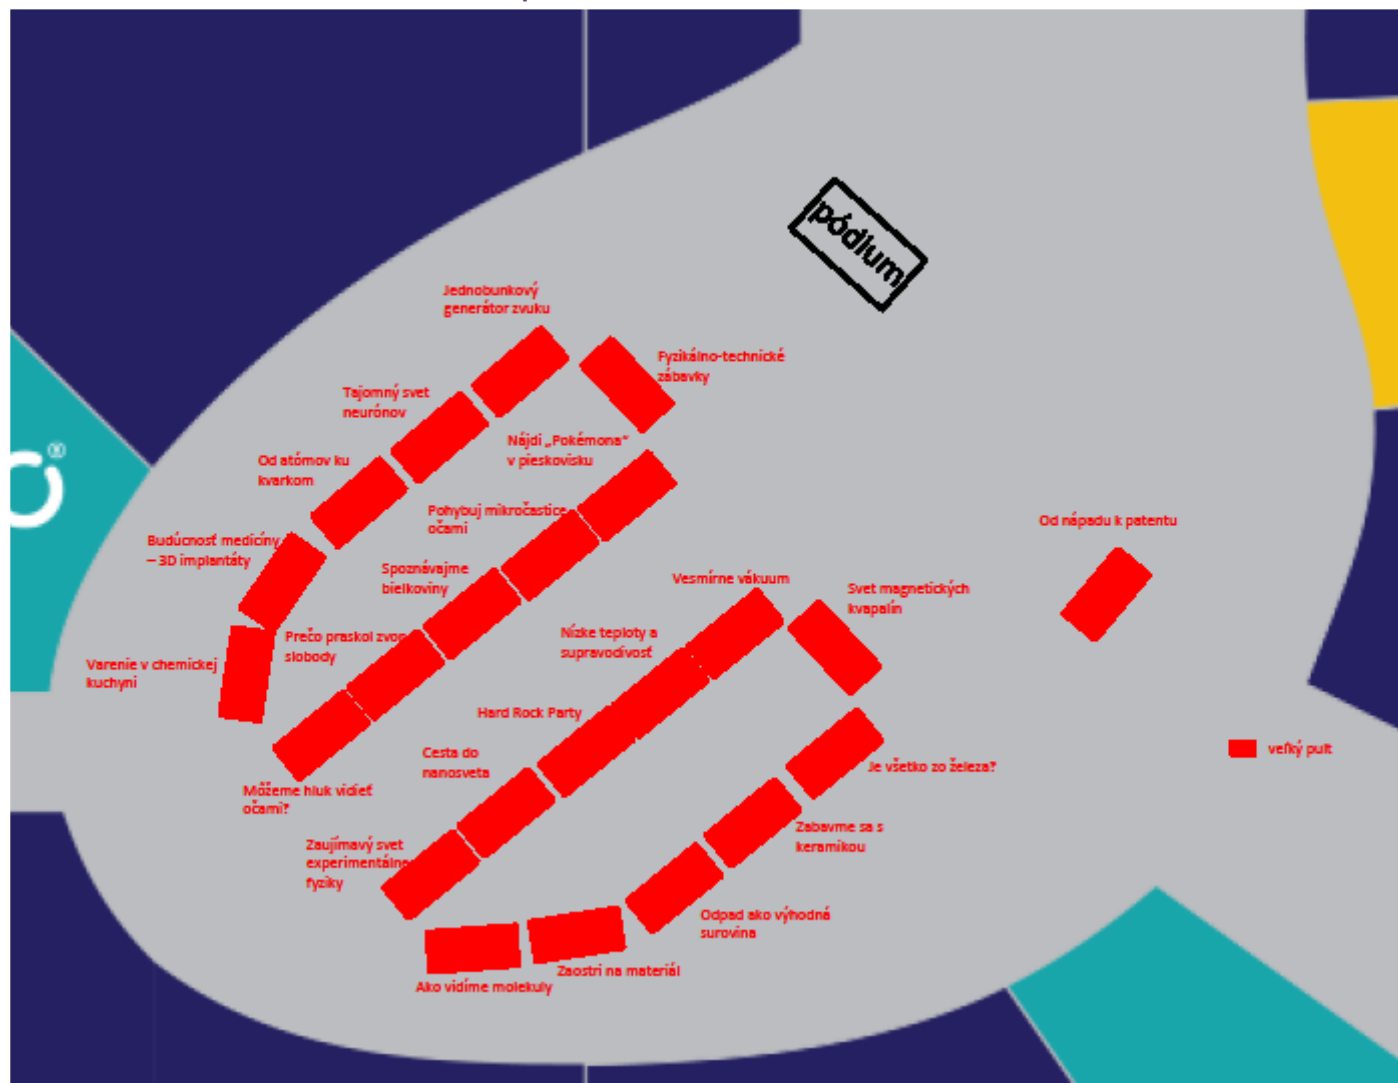 pódium
Jednobunkový
generátor zvuku
Fyzikálno-technické
zábavky
Tajomný svet
neurónov
Nájdi „Pokémona“
v pieskovisku
Od atómov ku
kvarkom
Pohybuj mikročastice
očami
Od nápadu k patentu
®
Budúcnosť medicíny
– 3D implantáty
Spoznávajme
bielkoviny
Vesmírne vákuum
Svet magnetických
kvapalín
Prečo praskol zvon
slobody
Nízke teploty a
supravodivosť
Varenie v chemickej
kuchyni
Hard Rock Party
Cesta do
nanosveta
veľký pult
Je všetko zo železa?
Môžeme hluk vidieť
očami?
Zabavme sa s
keramikou
Zaujímavý svet
experimentálne
fyziky
Odpad ako výhodná
surovina
Zaostri na materiál
Ako vidíme molekuly